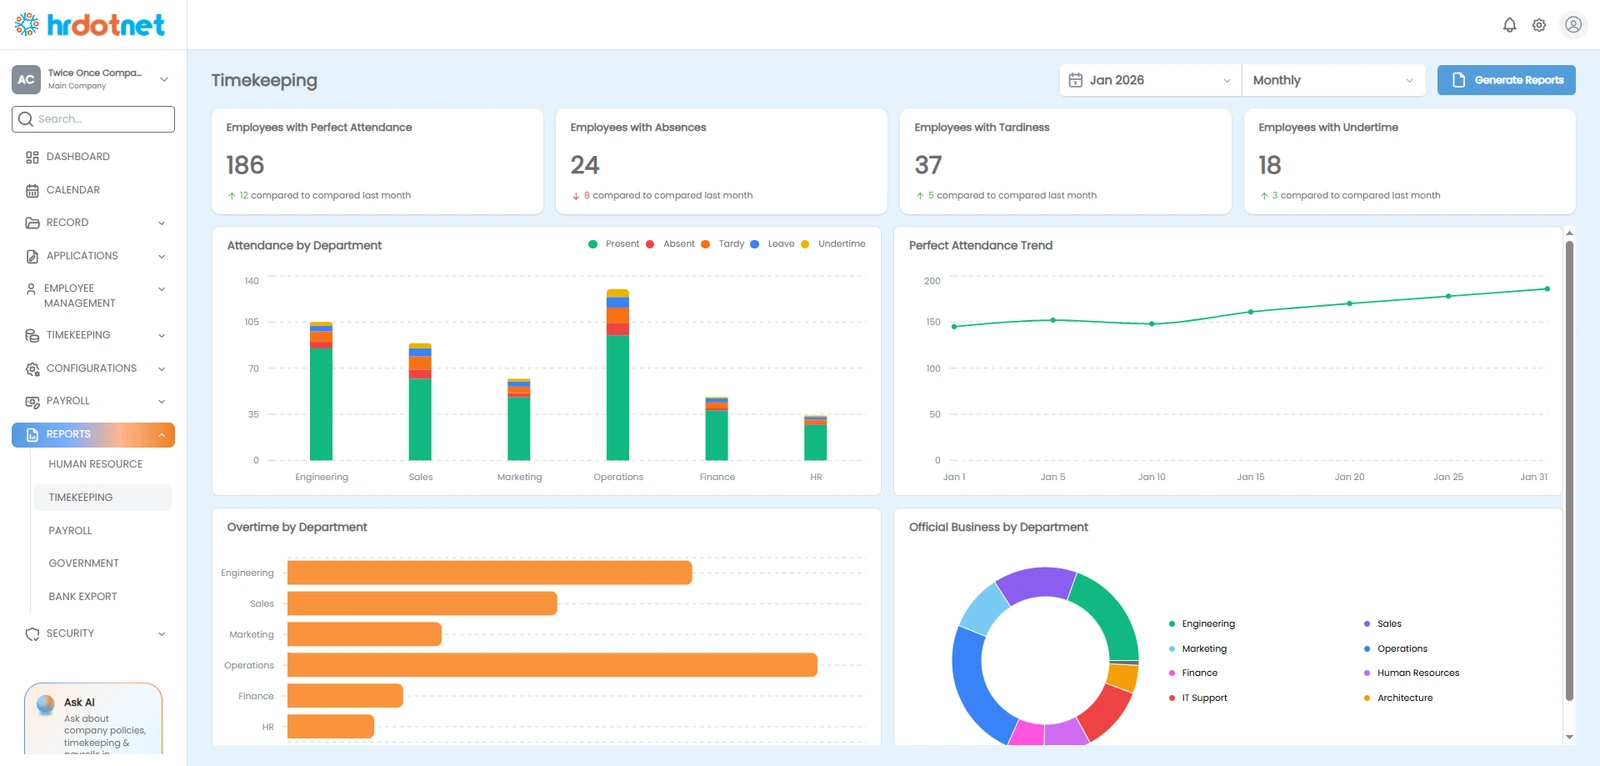 hrdotnet
AC
Twice Once Compa...
Main Company
Search...
DASHBOARD
CALENDAR
RECORD
APPLICATIONS
EMPLOYEE
MANAGEMENT
TIMEKEEPING
CONFIGURATIONS
PAYROLL
REPORTS
HUMAN RESOURCE
TIMEKEEPING
PAYROLL
GOVERNMENT
BANK EXPORT
SECURITY
Ask AI
Ask about
company policies,
timekeeping &
payrolls in
Timekeeping
Jan 2026
Monthly
Generate Reports
Employees with Perfect Attendance
186
↑ 12 compared to compared last month
Employees with Absences
24
↓ 8 compared to compared last month
Employees with Tardiness
37
↑ 5 compared to compared last month
Employees with Undertime
18
↑ 3 compared to compared last month
Attendance by Department
Present Absent Tardy Leave Undertime
140
105
70
35
0
Engineering Sales Marketing Operations Finance HR
Perfect Attendance Trend
200
150
100
50
0
Jan 1 Jan 5 Jan 10 Jan 15 Jan 20 Jan 25 Jan 31
Overtime by Department
Engineering
Sales
Marketing
Operations
Finance
HR
Official Business by Department
Engineering Sales
Marketing Operations
Finance Human Resources
IT Support Architecture